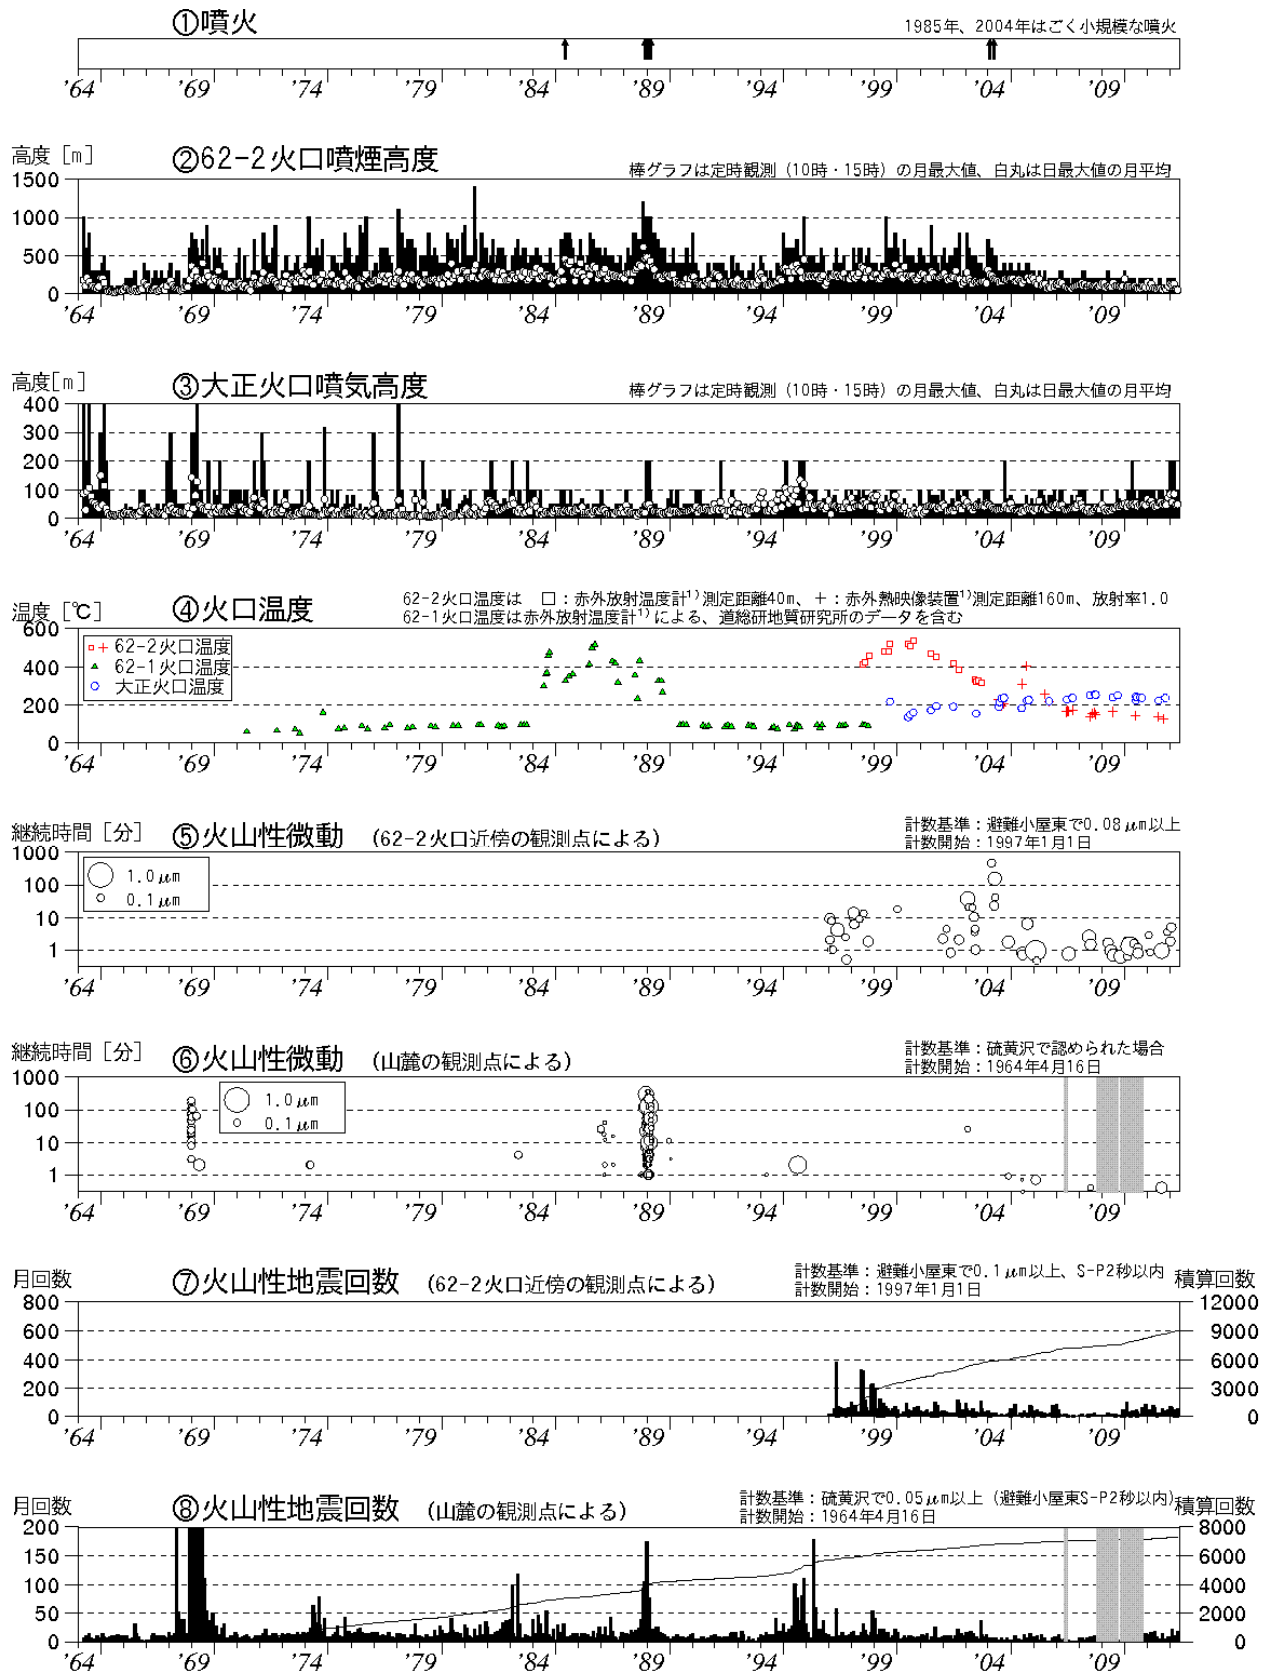 ①噴火
1985年、2004年はごく小規模な噴火
'64 '69 '74 '79 '84 '89 '94 '99 '04 '09
高度 [m]
②62-2火口噴煙高度
棒グラフは定時観測（10時・15時）の月最大値、白丸は日最大値の月平均
1500
1000
500
0
'64 '69 '74 '79 '84 '89 '94 '99 '04 '09
高度[m]
③大正火口噴気高度
棒グラフは定時観測（10時・15時）の月最大値、白丸は日最大値の月平均
400
300
200
100
0
'64 '69 '74 '79 '84 '89 '94 '99 '04 '09
温度 [℃]
④火口温度
62-2火口温度は □：赤外放射温度計¹⁾測定距離40m、＋：赤外熱映像装置¹⁾測定距離160m、放射率1.0
62-1火口温度は赤外放射温度計¹⁾による、道総研地質研究所のデータを含む
600
400
200
0
62-2火口温度
62-1火口温度
大正火口温度
'64 '69 '74 '79 '84 '89 '94 '99 '04 '09
継続時間 [分]
⑤火山性微動 (62-2火口近傍の観測点による)
計数基準：避難小屋東で0.08μm以上
計数開始：1997年1月1日
1000
100
10
1
1.0μm
0.1μm
'64 '69 '74 '79 '84 '89 '94 '99 '04 '09
継続時間 [分]
⑥火山性微動 (山麓の観測点による)
計数基準：硫黄沢で認められた場合
計数開始：1964年4月16日
1000
100
10
1
1.0μm
0.1μm
'64 '69 '74 '79 '84 '89 '94 '99 '04 '09
月回数
⑦火山性地震回数 (62-2火口近傍の観測点による)
計数基準：避難小屋東で0.1μm以上、S-P2秒以内
計数開始：1997年1月1日
積算回数
800
600
400
200
0
12000
9000
6000
3000
0
'64 '69 '74 '79 '84 '89 '94 '99 '04 '09
月回数
⑧火山性地震回数 (山麓の観測点による)
計数基準：硫黄沢で0.05μm以上（避難小屋東S-P2秒以内）
計数開始：1964年4月16日
積算回数
200
150
100
50
0
8000
6000
4000
2000
0
'64 '69 '74 '79 '84 '89 '94 '99 '04 '09